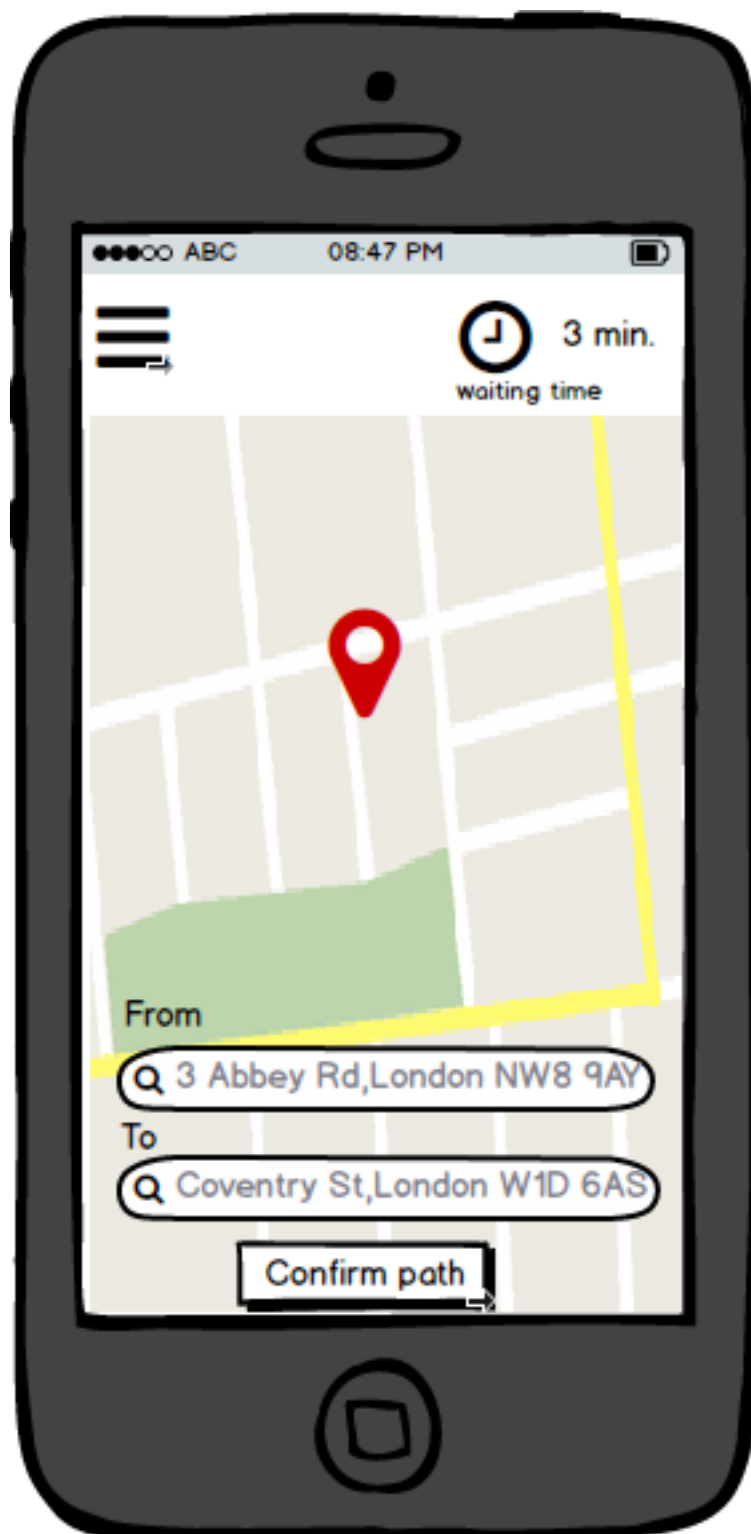 ABC 08:47 PM
3 min.
waiting time
From
3 Abbey Rd,London NW8 9AY
To
Coventry St,London W1D 6AS
Confirm path